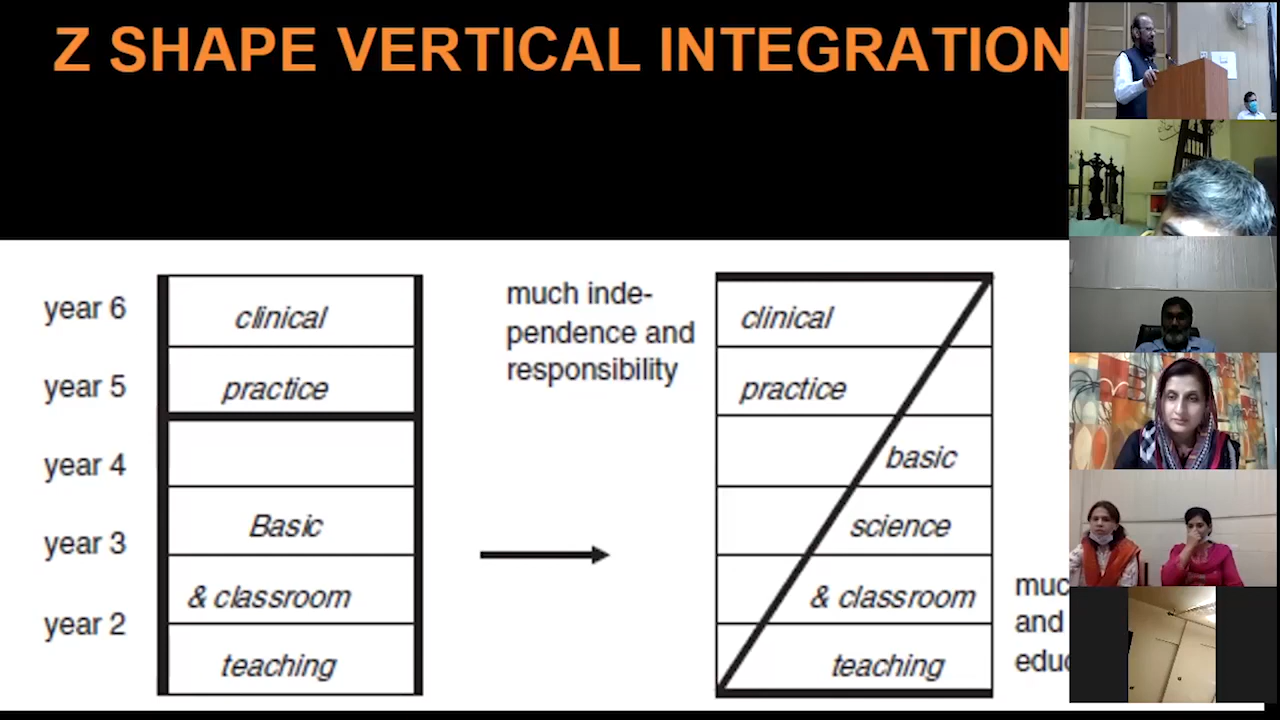 Z SHAPE VERTICAL INTEGRATION
year 6
year 5
year 4
year 3
year 2
clinical
practice
Basic
& classroom
teaching
much inde-
pendence and
responsibility
clinical
practice
basic
science
& classroom
teaching
and